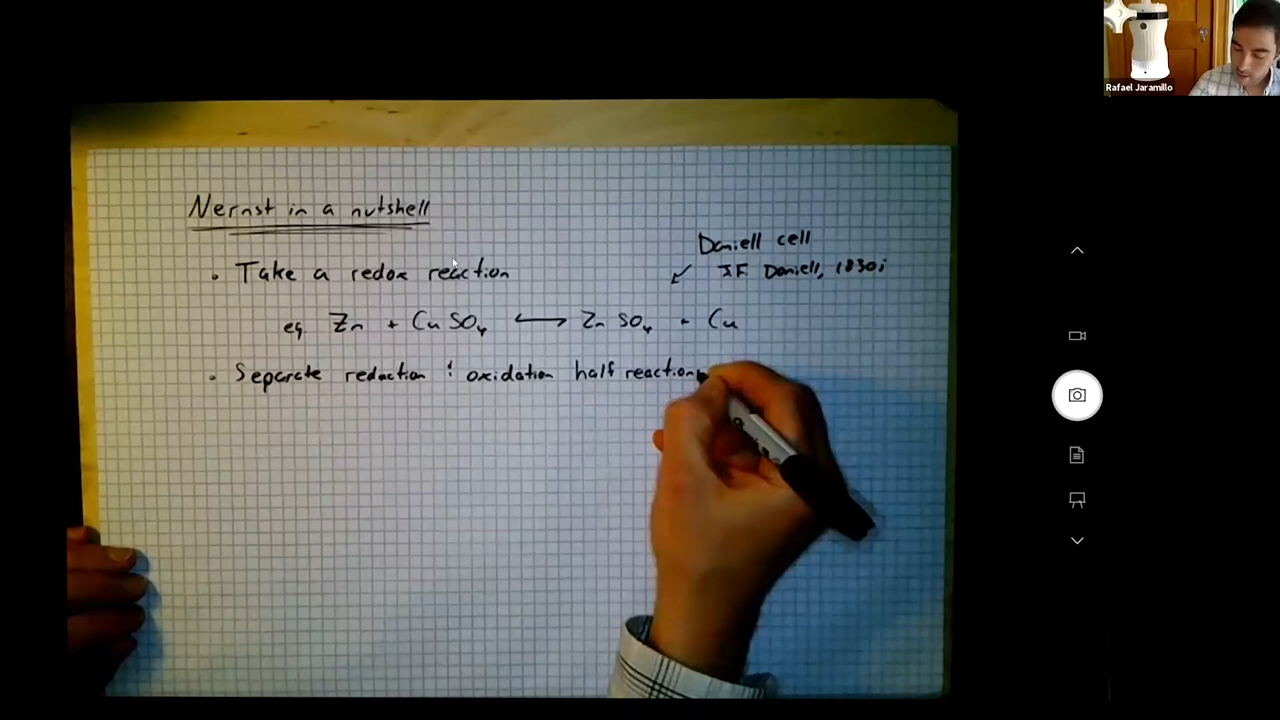 Rafael Jaramillo
Nernst in a nutshell
Daniell cell
• Take a redox reaction
↙ J.F. Daniell, 1830s
eg Zn + CuSO₄ ⟷ ZnSO₄ + Cu
• Separate reduction & oxidation half reaction